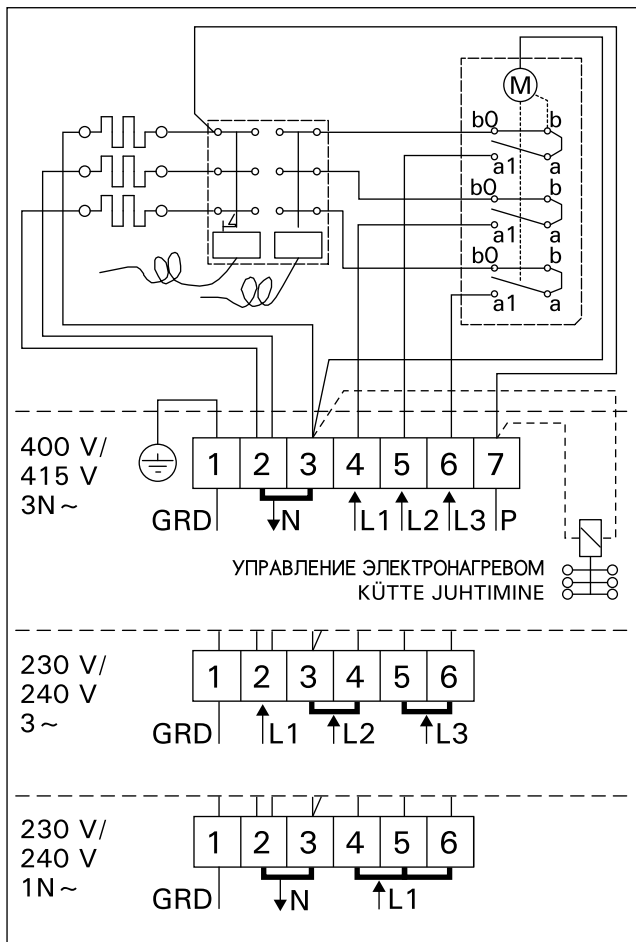 M
b0 b
a1 a
b0 b
a1 a
b0 b
a1 a
400 V/
415 V
3N~
1 2 3 4 5 6 7
GRD N L1 L2 L3 P
УПРАВЛЕНИЕ ЭЛЕКТРОНАГРЕВОМ
KÜTTE JUHTIMINE
230 V/
240 V
3~
1 2 3 4 5 6
GRD L1 L2 L3
230 V/
240 V
1N~
1 2 3 4 5 6
GRD N L1